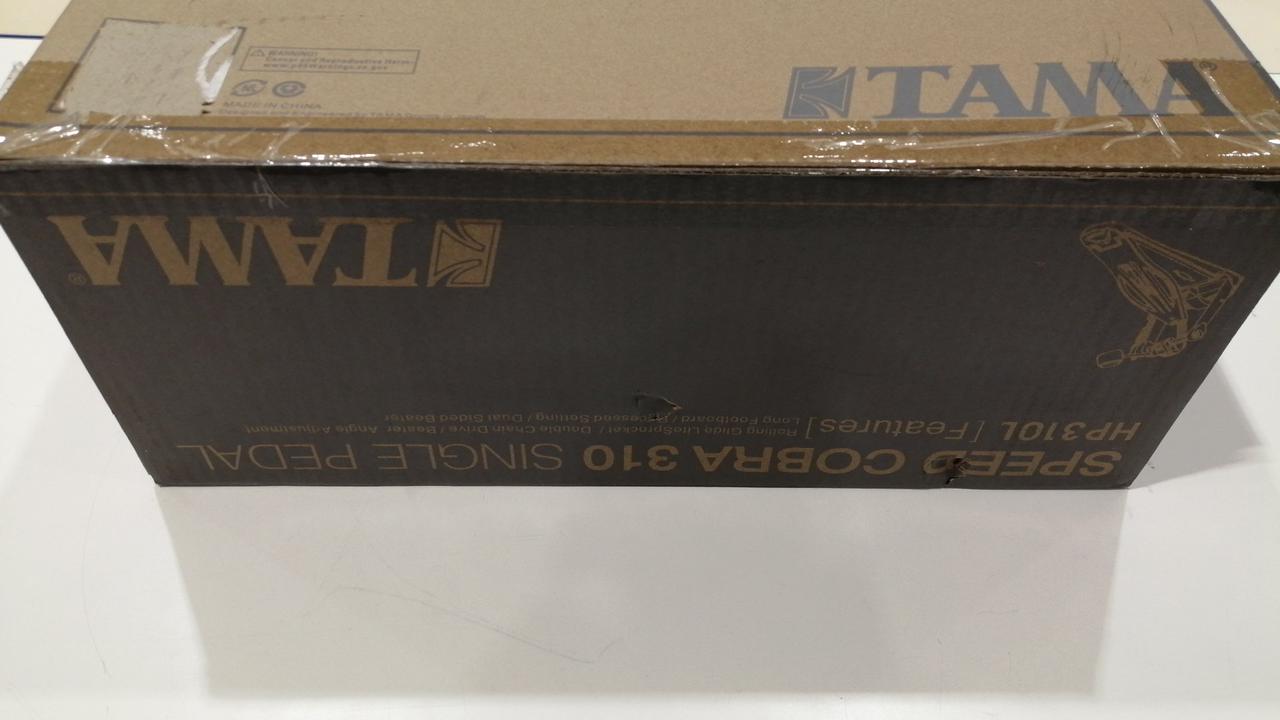 WARNING!
Cancer and Reproductive Harm-
www.p65warnings.ca.gov
MADE IN CHINA
TAMA®
SPEED COBRA 310 SINGLE PEDAL
HP310L [Features] Rolling Glide LiteSprocket / Double Chain Drive / Beater Angle Adjustment
Long Footboard / Recessed Setting / Dual Sided Beater
TAMA®